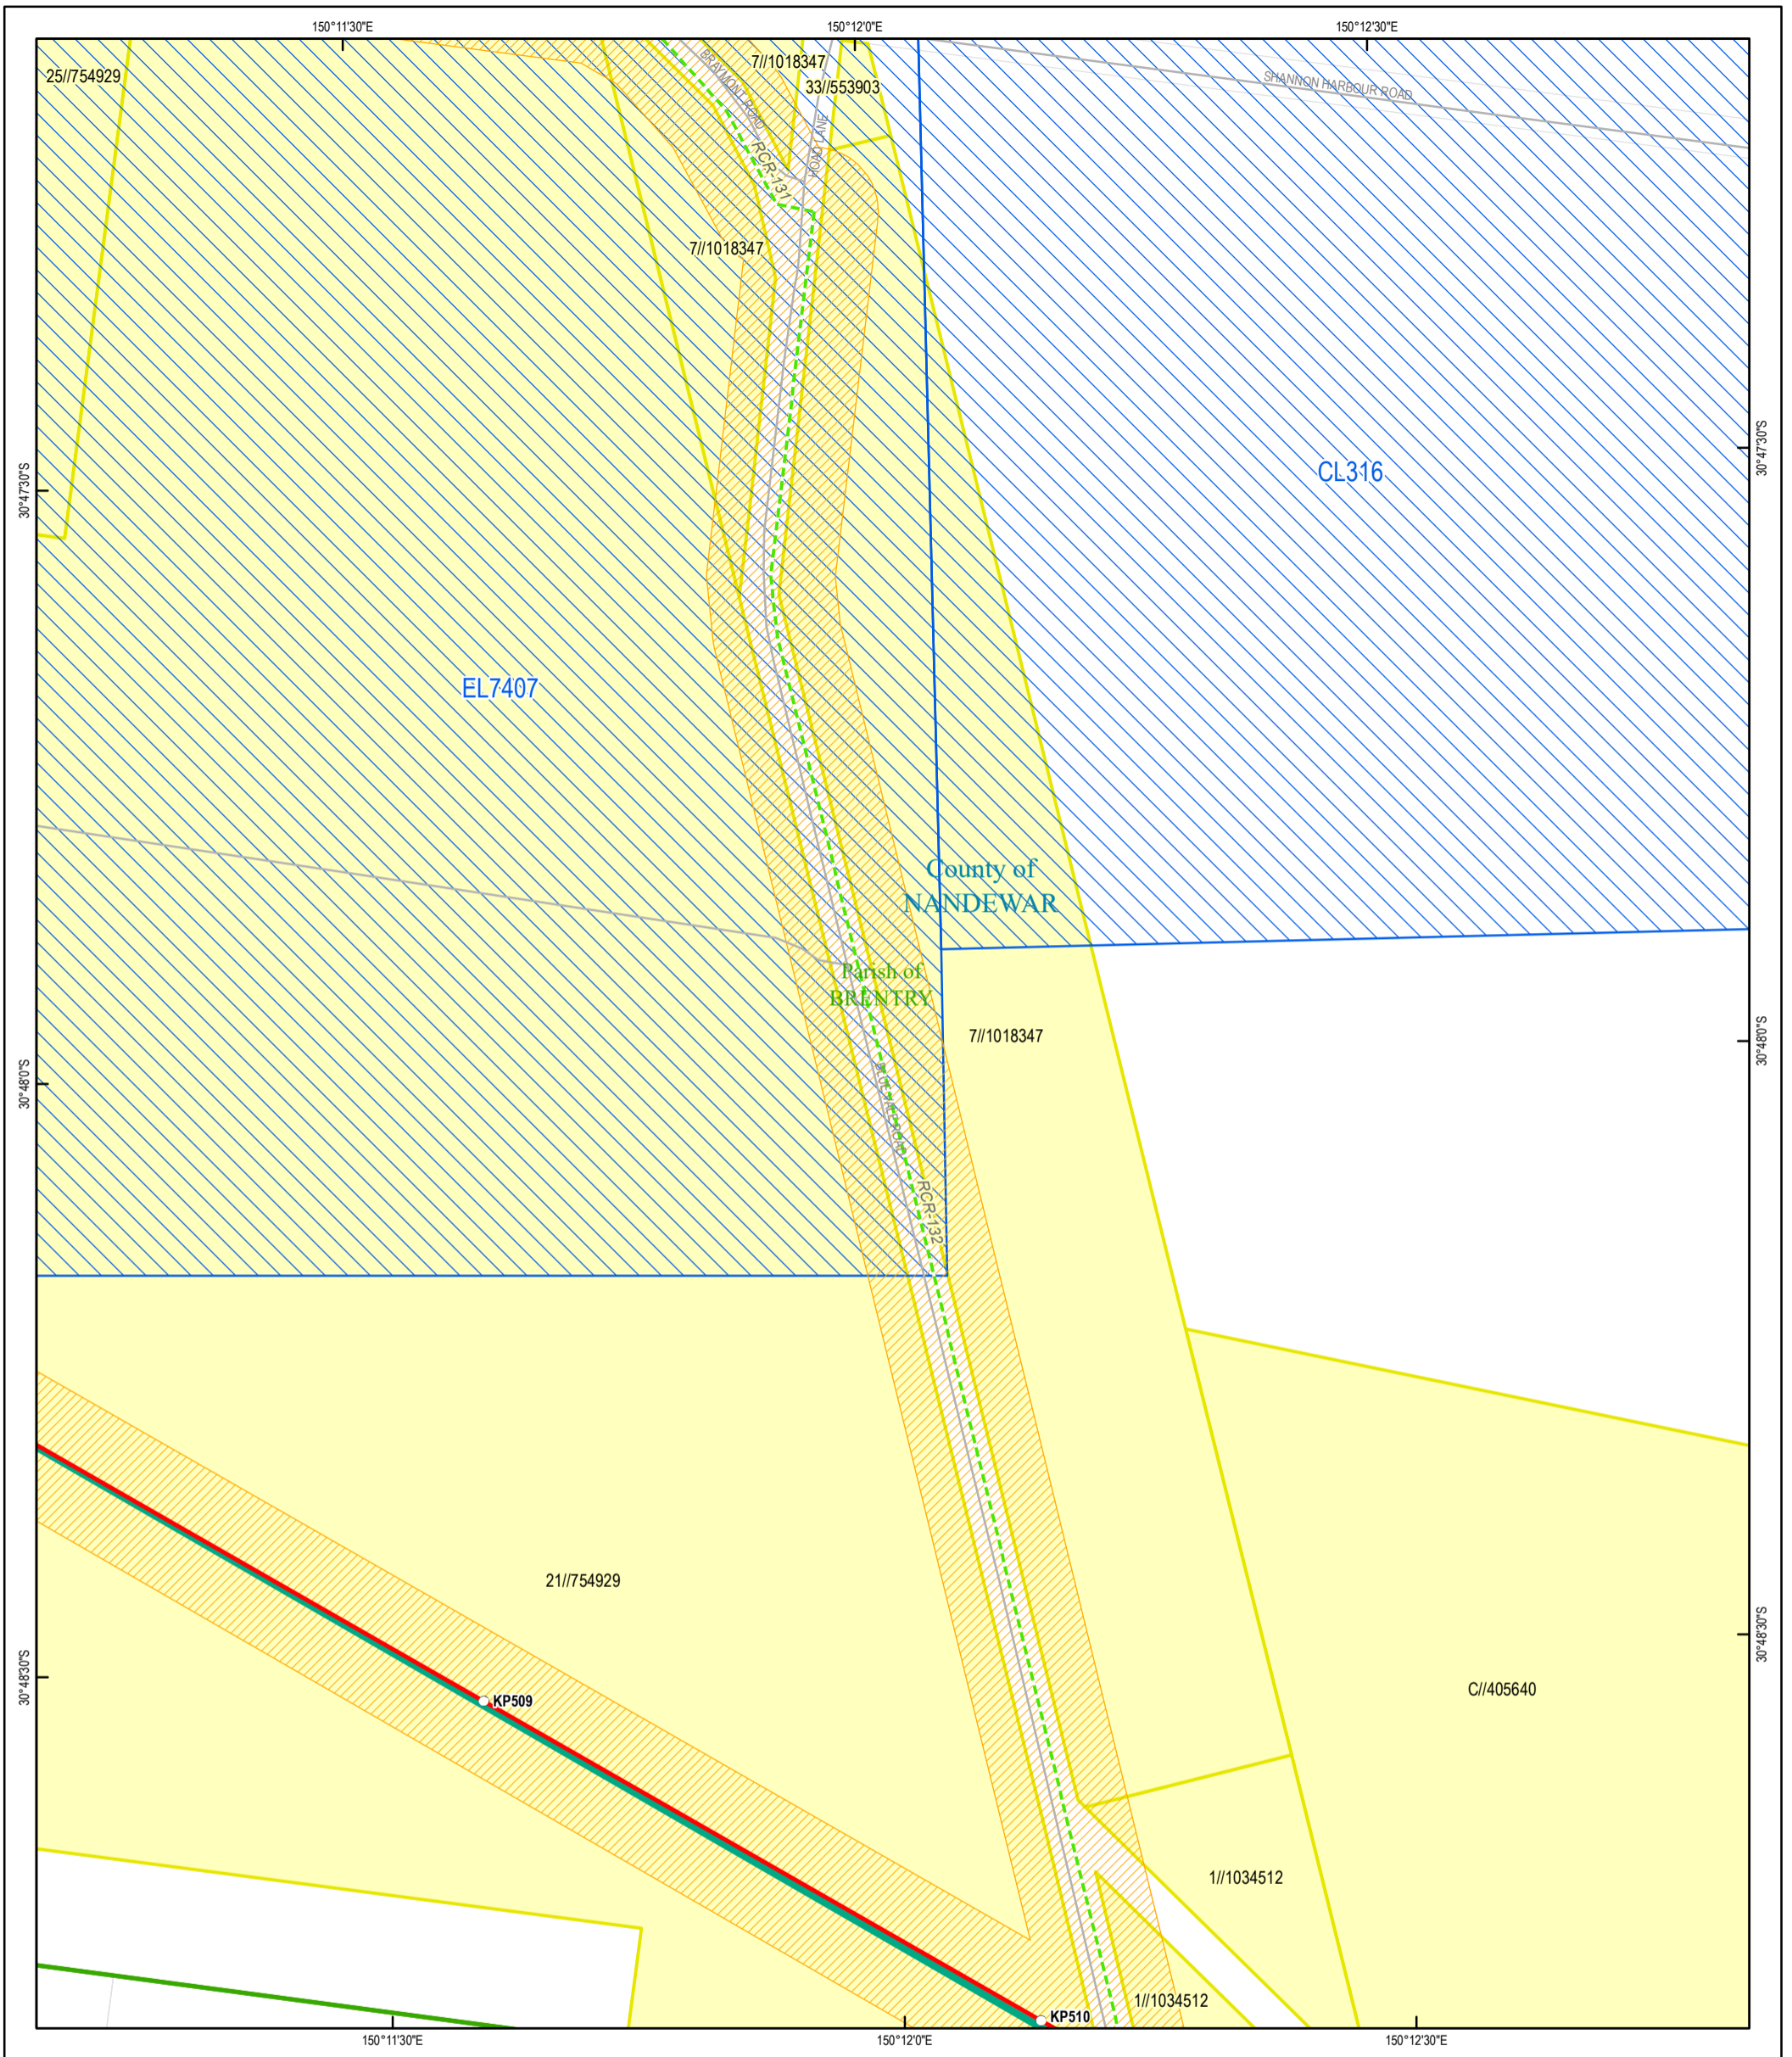 150°11'30"E
150°12'0"E
150°12'30"E
25//754929
BRAYMONT ROAD
7//1018347
33//553903
SHANNON HARBOUR ROAD
HOAD LANE
RCR-131
7//1018347
30°47'30"S
30°47'30"S
CL316
EL7407
County of
NANDEWAR
Parish of
BRENTRY
7//1018347
30°48'0"S
30°48'0"S
BLUE VALE ROAD
RCR-132
21//754929
30°48'30"S
30°48'30"S
C//405640
KP509
1//1034512
1//1034512
KP510
150°11'30"E
150°12'0"E
150°12'30"E